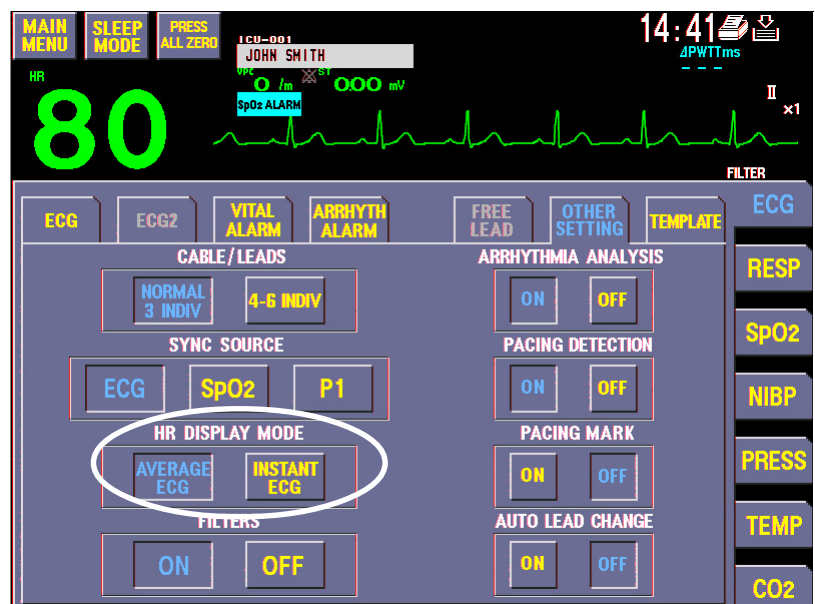 MAIN MENU
SLEEP MODE
PRESS ALL ZERO
ICU-001
JOHN SMITH
14:41
ΔPWTTms
- - -
HR
80
VPC
0 /m
ST
0.00 mV
SpO2 ALARM
II
×1
FILTER
ECG
ECG2
VITAL ALARM
ARRHYTH ALARM
FREE LEAD
OTHER SETTING
TEMPLATE
ECG
CABLE/LEADS
NORMAL 3 INDIV
4-6 INDIV
ARRHYTHMIA ANALYSIS
ON
OFF
RESP
SYNC SOURCE
ECG
SpO2
P1
PACING DETECTION
ON
OFF
SpO2
NIBP
HR DISPLAY MODE
AVERAGE ECG
INSTANT ECG
PACING MARK
ON
OFF
PRESS
FILTERS
ON
OFF
AUTO LEAD CHANGE
ON
OFF
TEMP
CO2